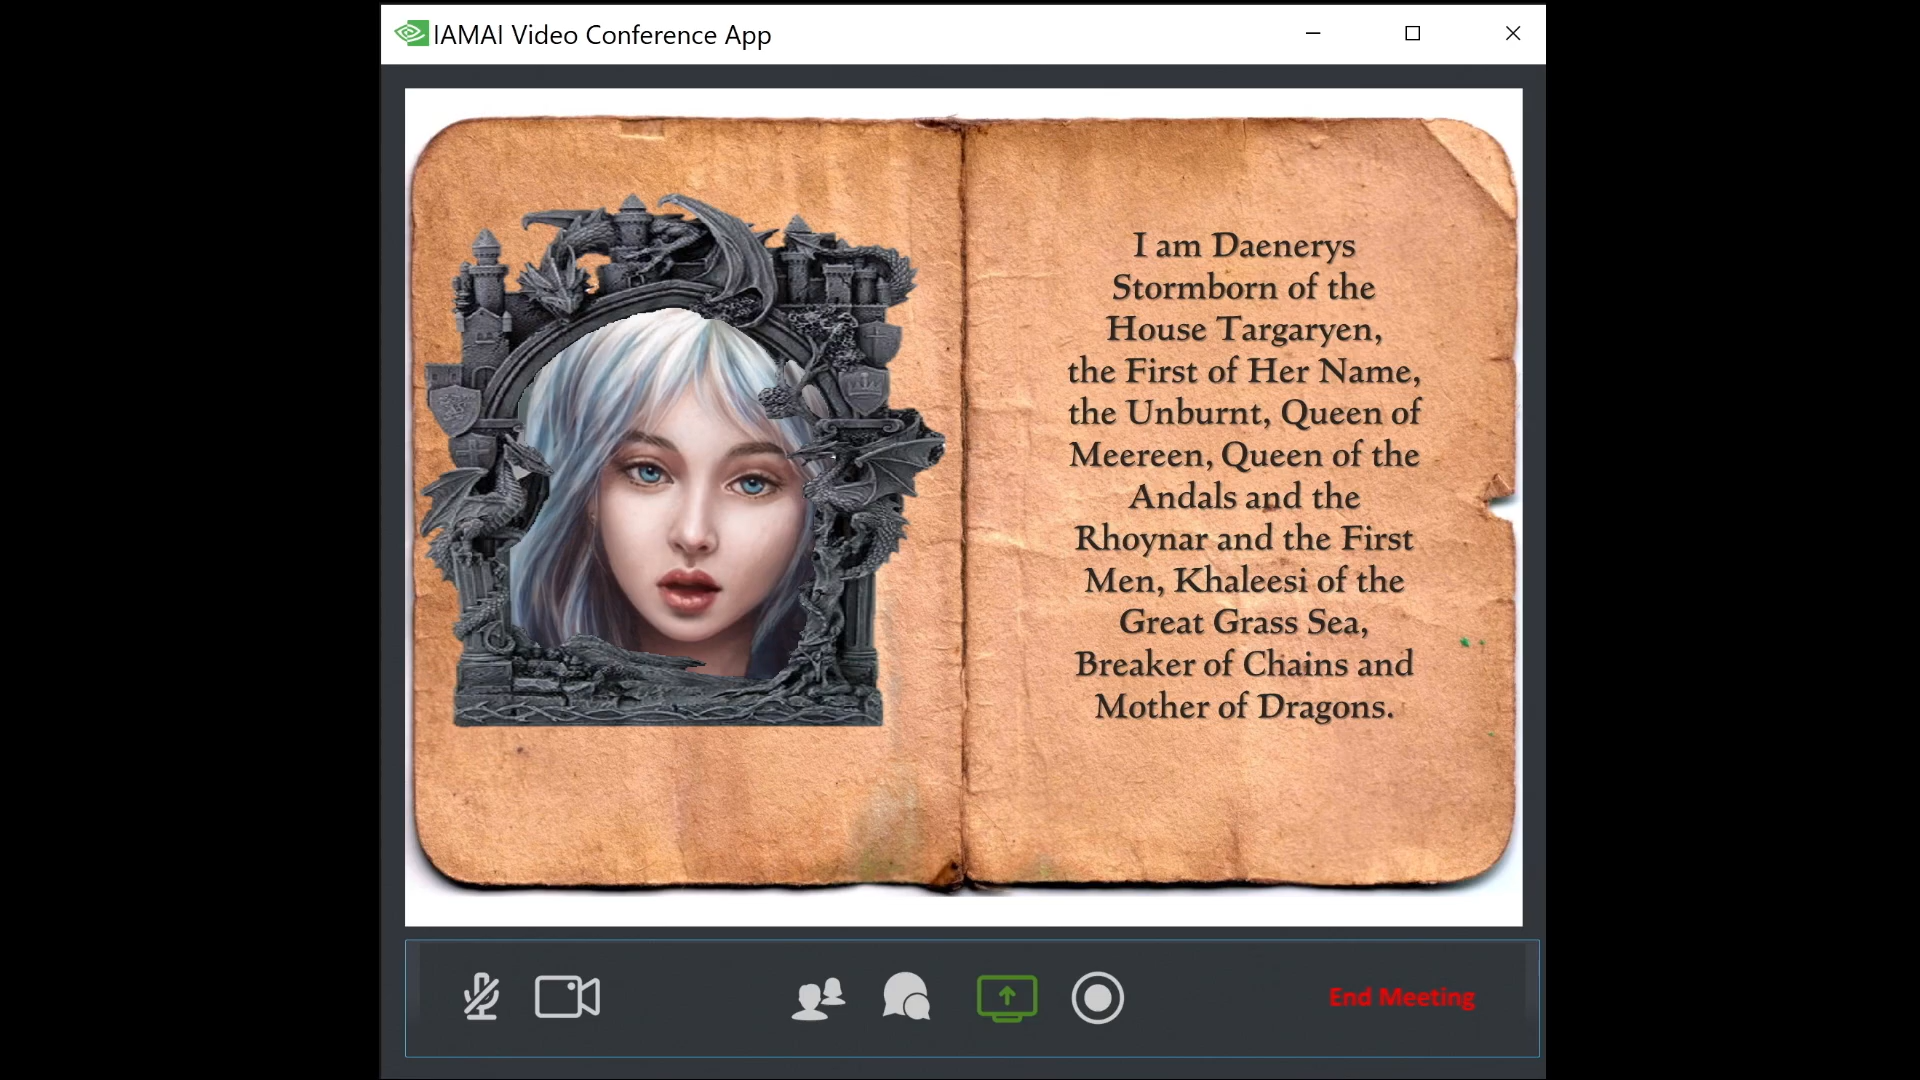 IAMAI Video Conference App
I am Daenerys
Stormborn of the
House Targaryen,
the First of Her Name,
the Unburnt, Queen of
Meereen, Queen of the
Andals and the
Rhoynar and the First
Men, Khaleesi of the
Great Grass Sea,
Breaker of Chains and
Mother of Dragons.
End Meeting